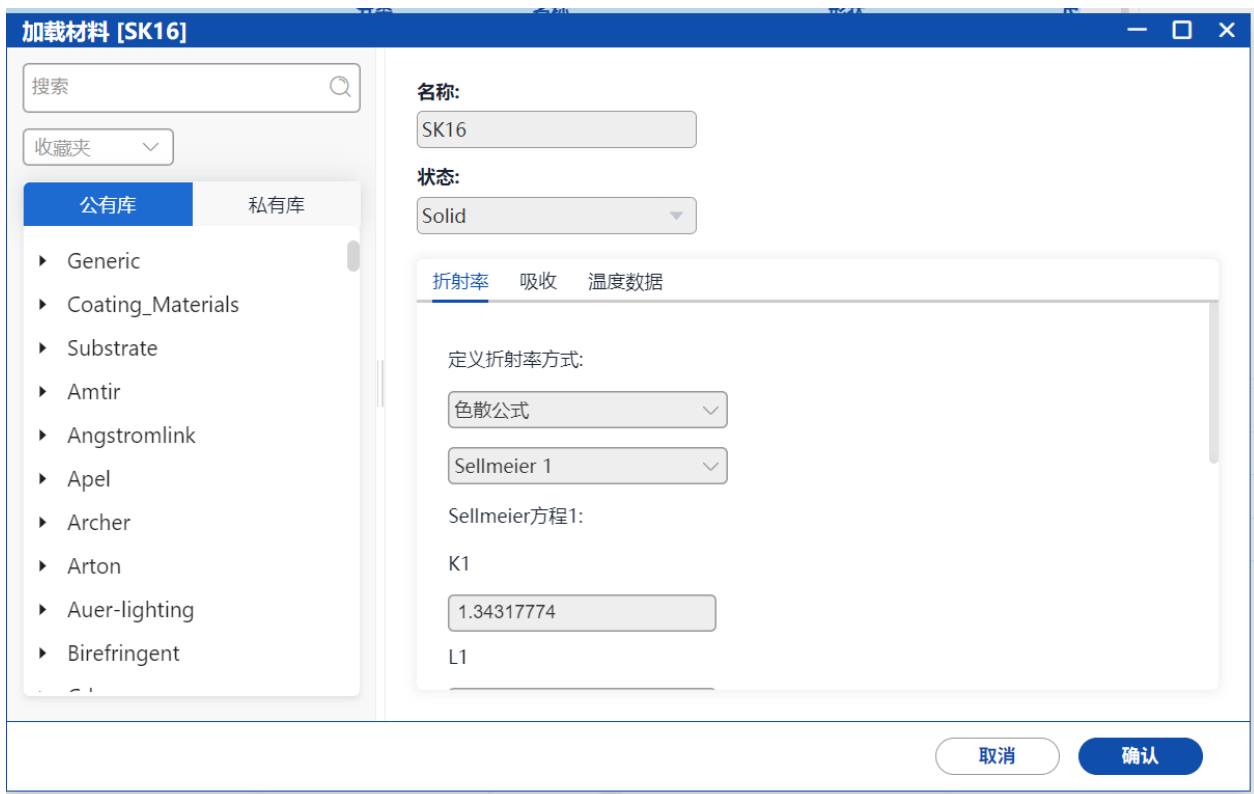 加载材料 [SK16]
搜索
收藏夹
公有库 私有库
Generic
Coating_Materials
Substrate
Amtir
Angstromlink
Apel
Archer
Arton
Auer-lighting
Birefringent
名称:
SK16
状态:
Solid
折射率 吸收 温度数据
定义折射率方式:
色散公式
Sellmeier 1
Sellmeier方程1:
K1
1.34317774
L1
取消 确认